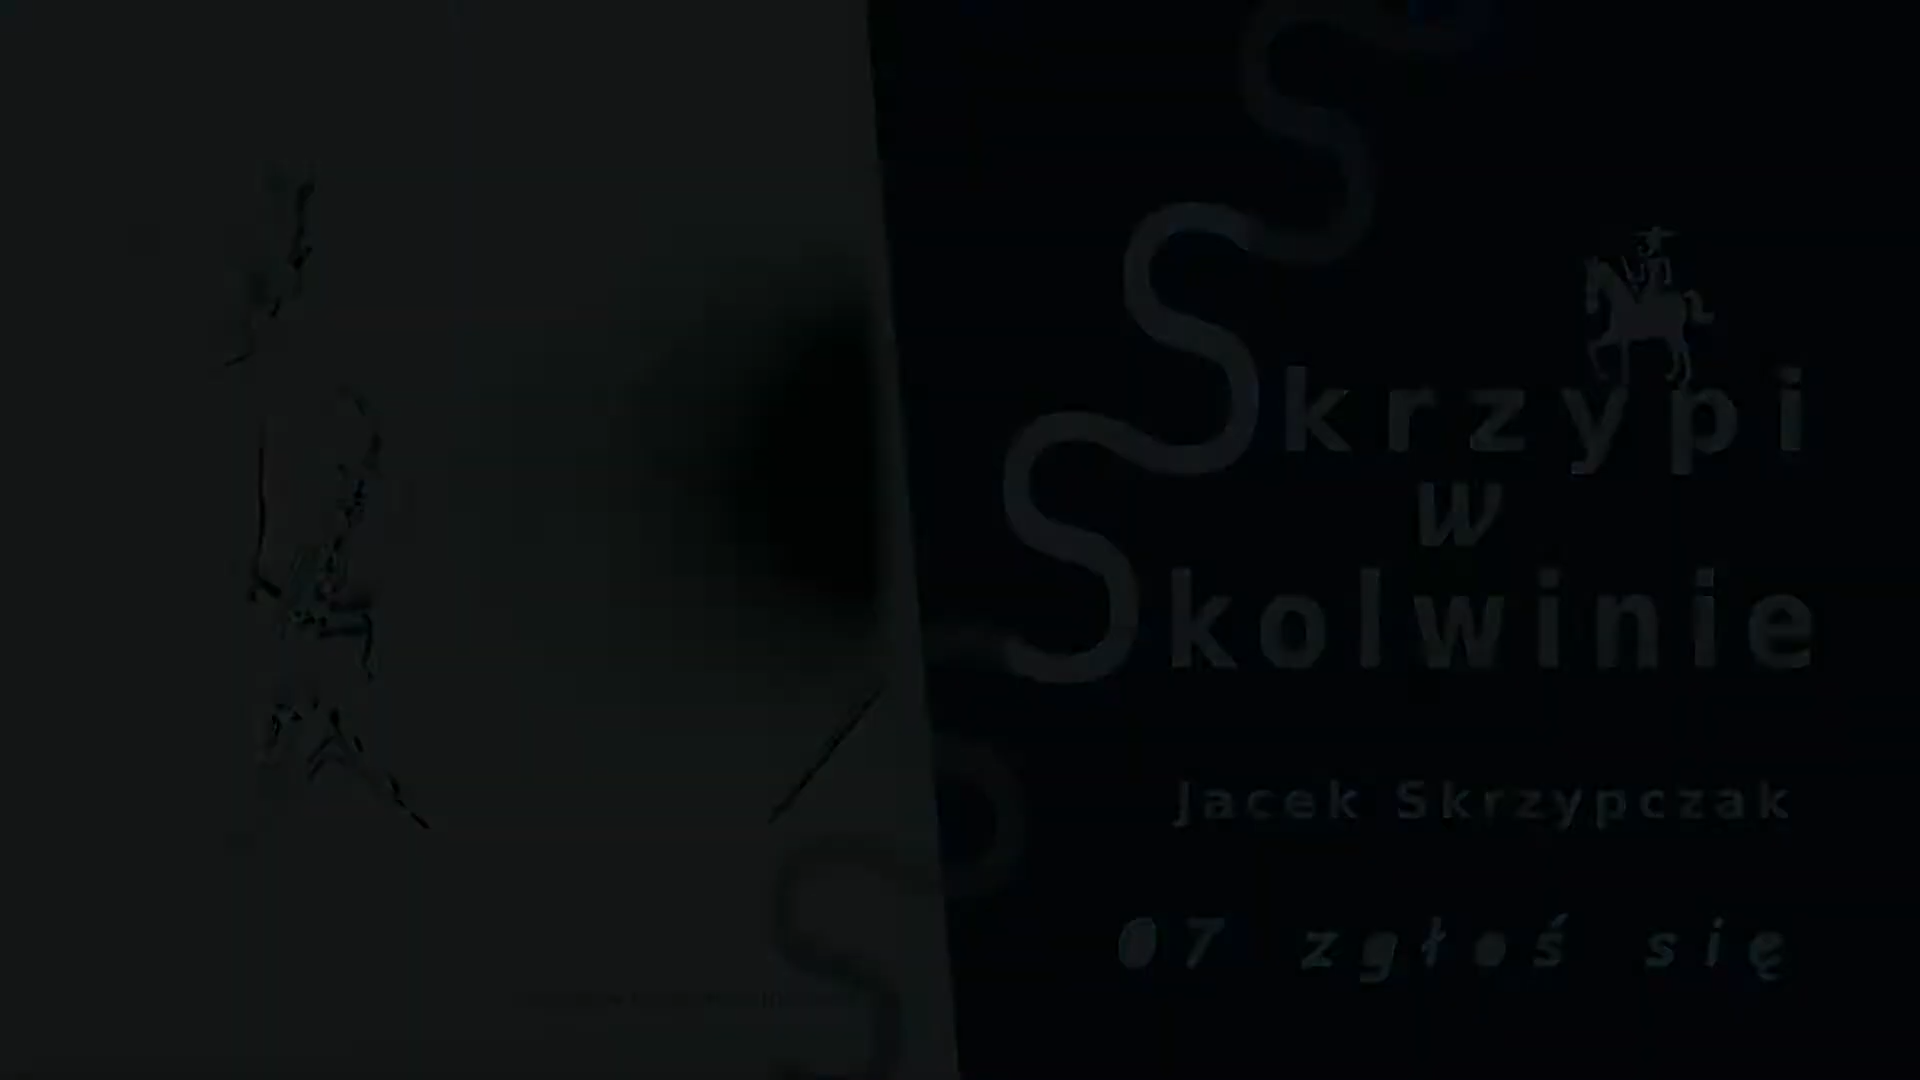 Skrzypi
w
Skolwinie
Jacek Skrzypczak
07 zgłoś się